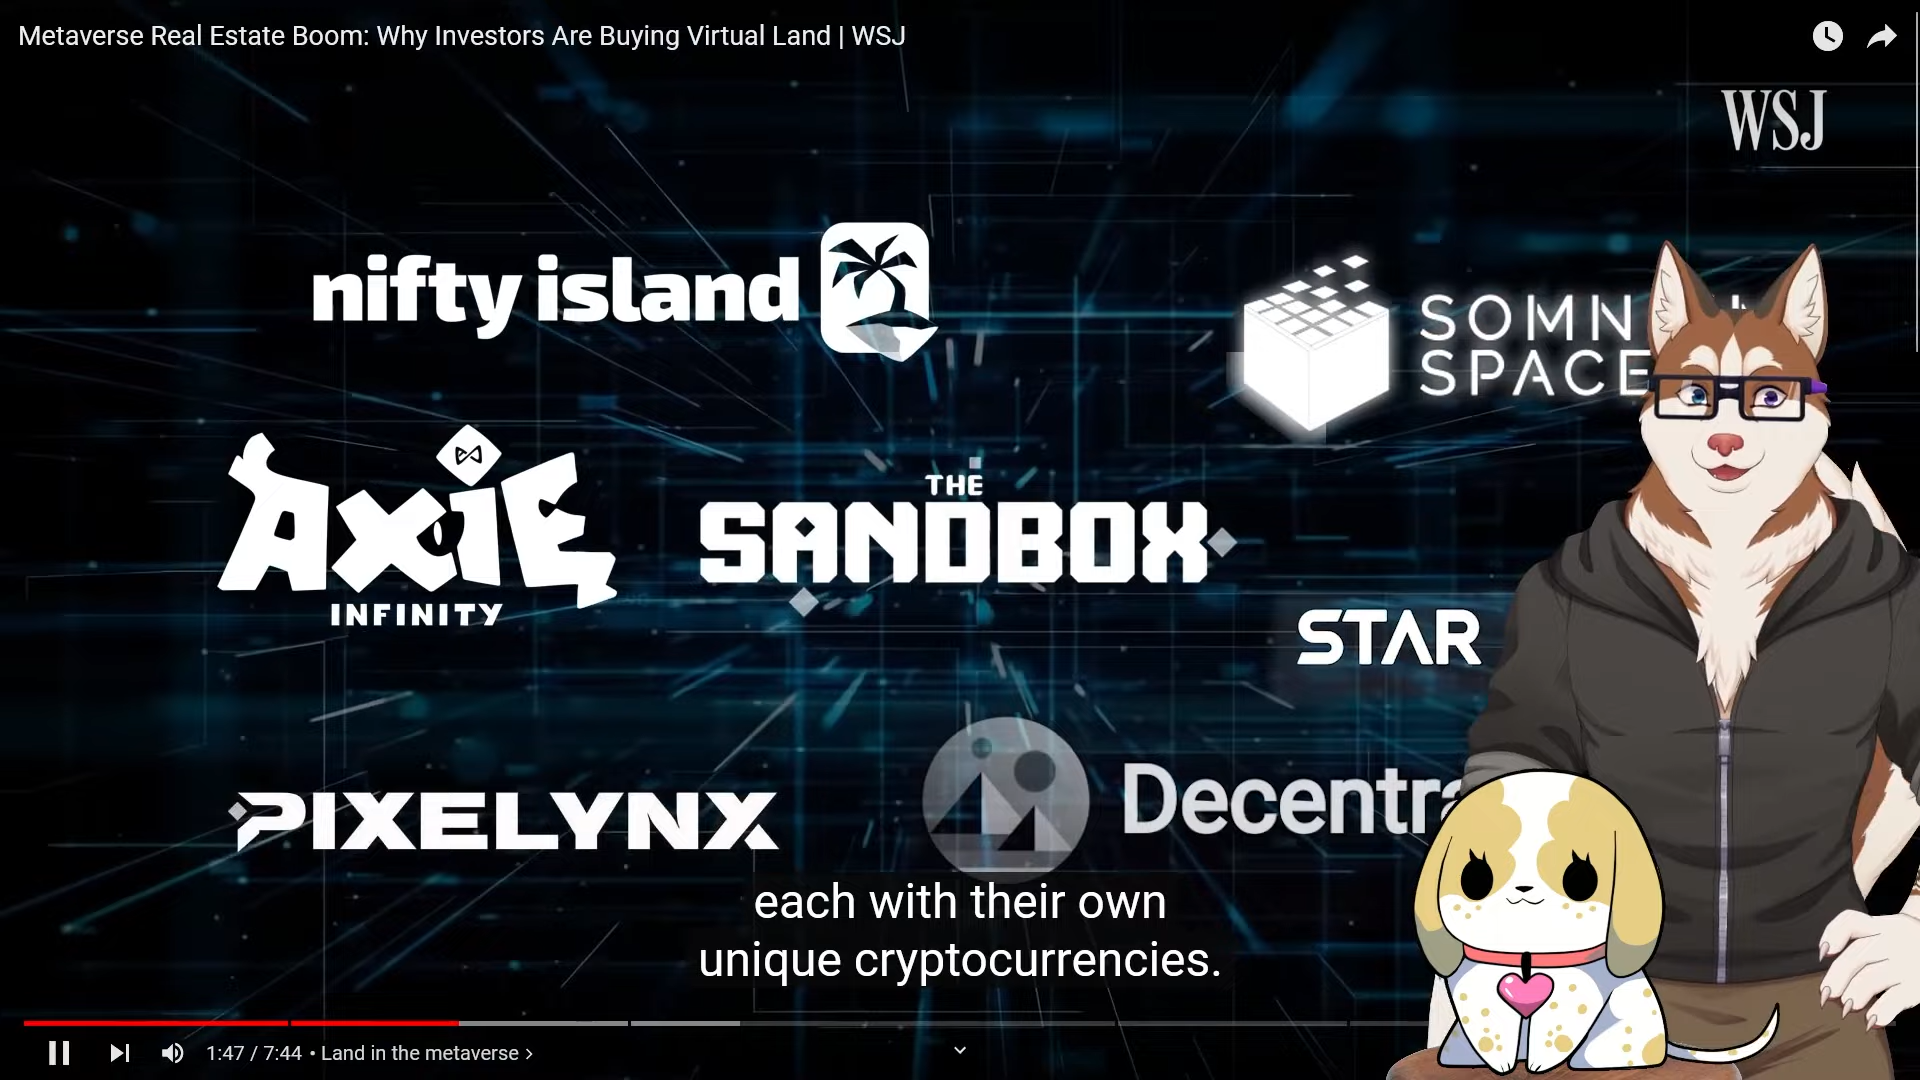 Metaverse Real Estate Boom: Why Investors Are Buying Virtual Land | WSJ
WSJ
nifty island
SOMN
SPACE
AXIE
INFINITY
THE
SANDBOX
STAR
PIXELYNX
Decentra
each with their own
unique cryptocurrencies.
1:47 / 7:44 • Land in the metaverse >